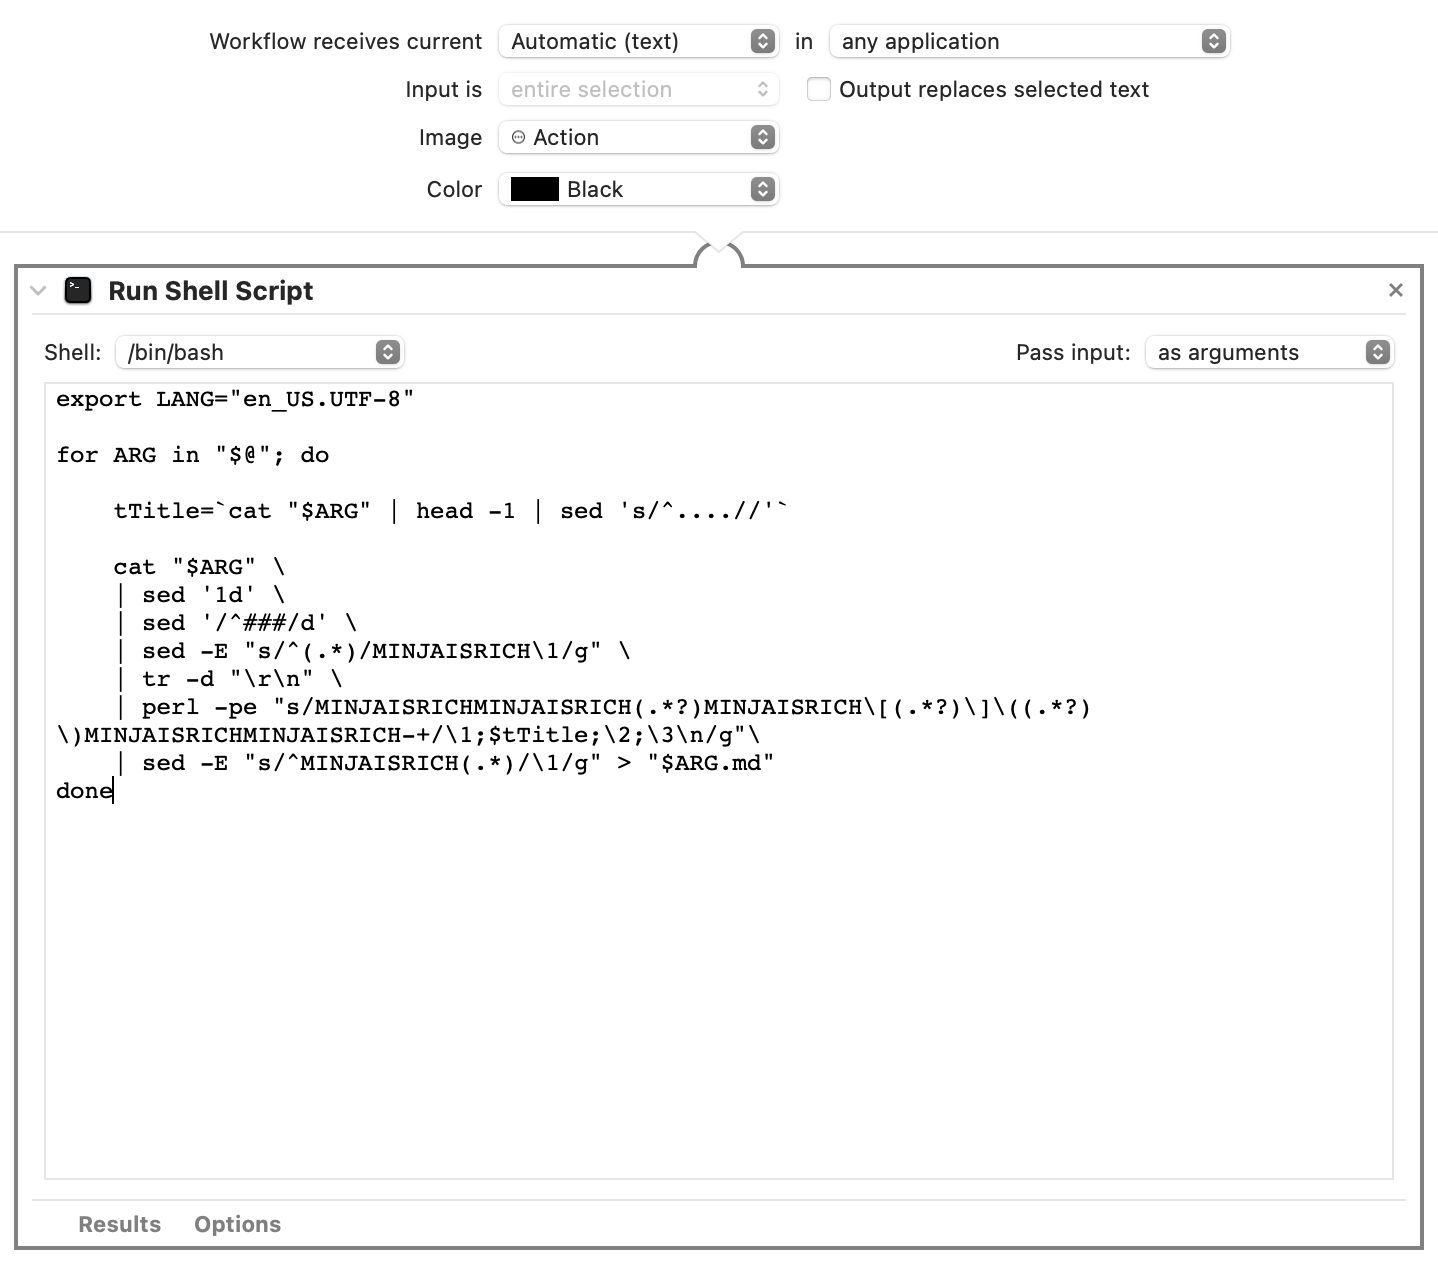 Workflow receives current Automatic (text) in any application
Input is entire selection Output replaces selected text
Image Action
Color Black
Run Shell Script
Shell: /bin/bash Pass input: as arguments
export LANG="en_US.UTF-8"
for ARG in "$@"; do
    tTitle=`cat "$ARG" | head -1 | sed 's/^....//'`
    cat "$ARG" \
    | sed '1d' \
    | sed '/^###/d' \
    | sed -E "s/^(.*)/MINJAISRICH\1/g" \
    | tr -d "\r\n" \
    | perl -pe "s/MINJAISRICHMINJAISRICH(.*?)MINJAISRICH\[(.*?)\]\((.*?)
\)MINJAISRICHMINJAISRICH-+/\1;$tTitle;\2;\3\n/g"\
    | sed -E "s/^MINJAISRICH(.*)/\1/g" > "$ARG.md"
done
Results Options